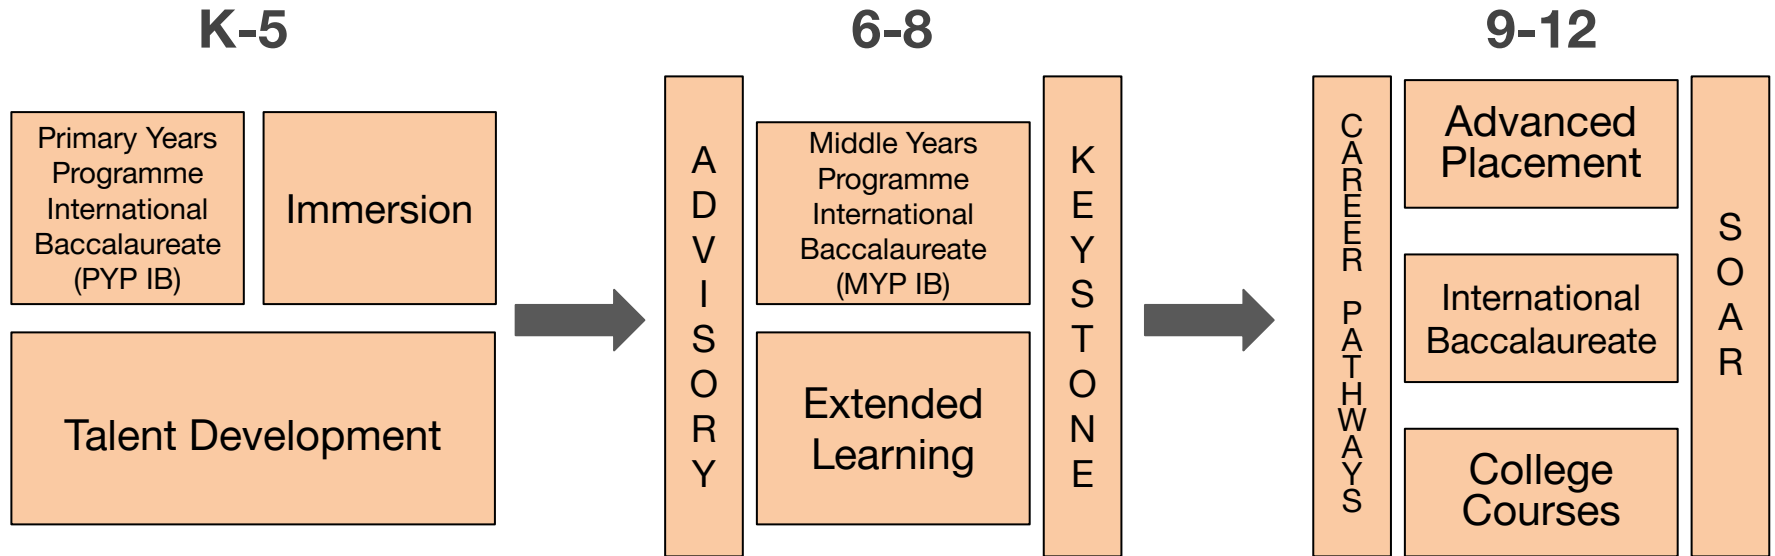 K-5
Primary Years
Programme
International
Baccalaureate
(PYP IB)
Immersion
Talent Development
6-8
ADVISORY
Middle Years
Programme
International
Baccalaureate
(MYP IB)
Extended
Learning
KEYSTONE
9-12
CAREER PATHWAYS
Advanced
Placement
International
Baccalaureate
College
Courses
SOAR